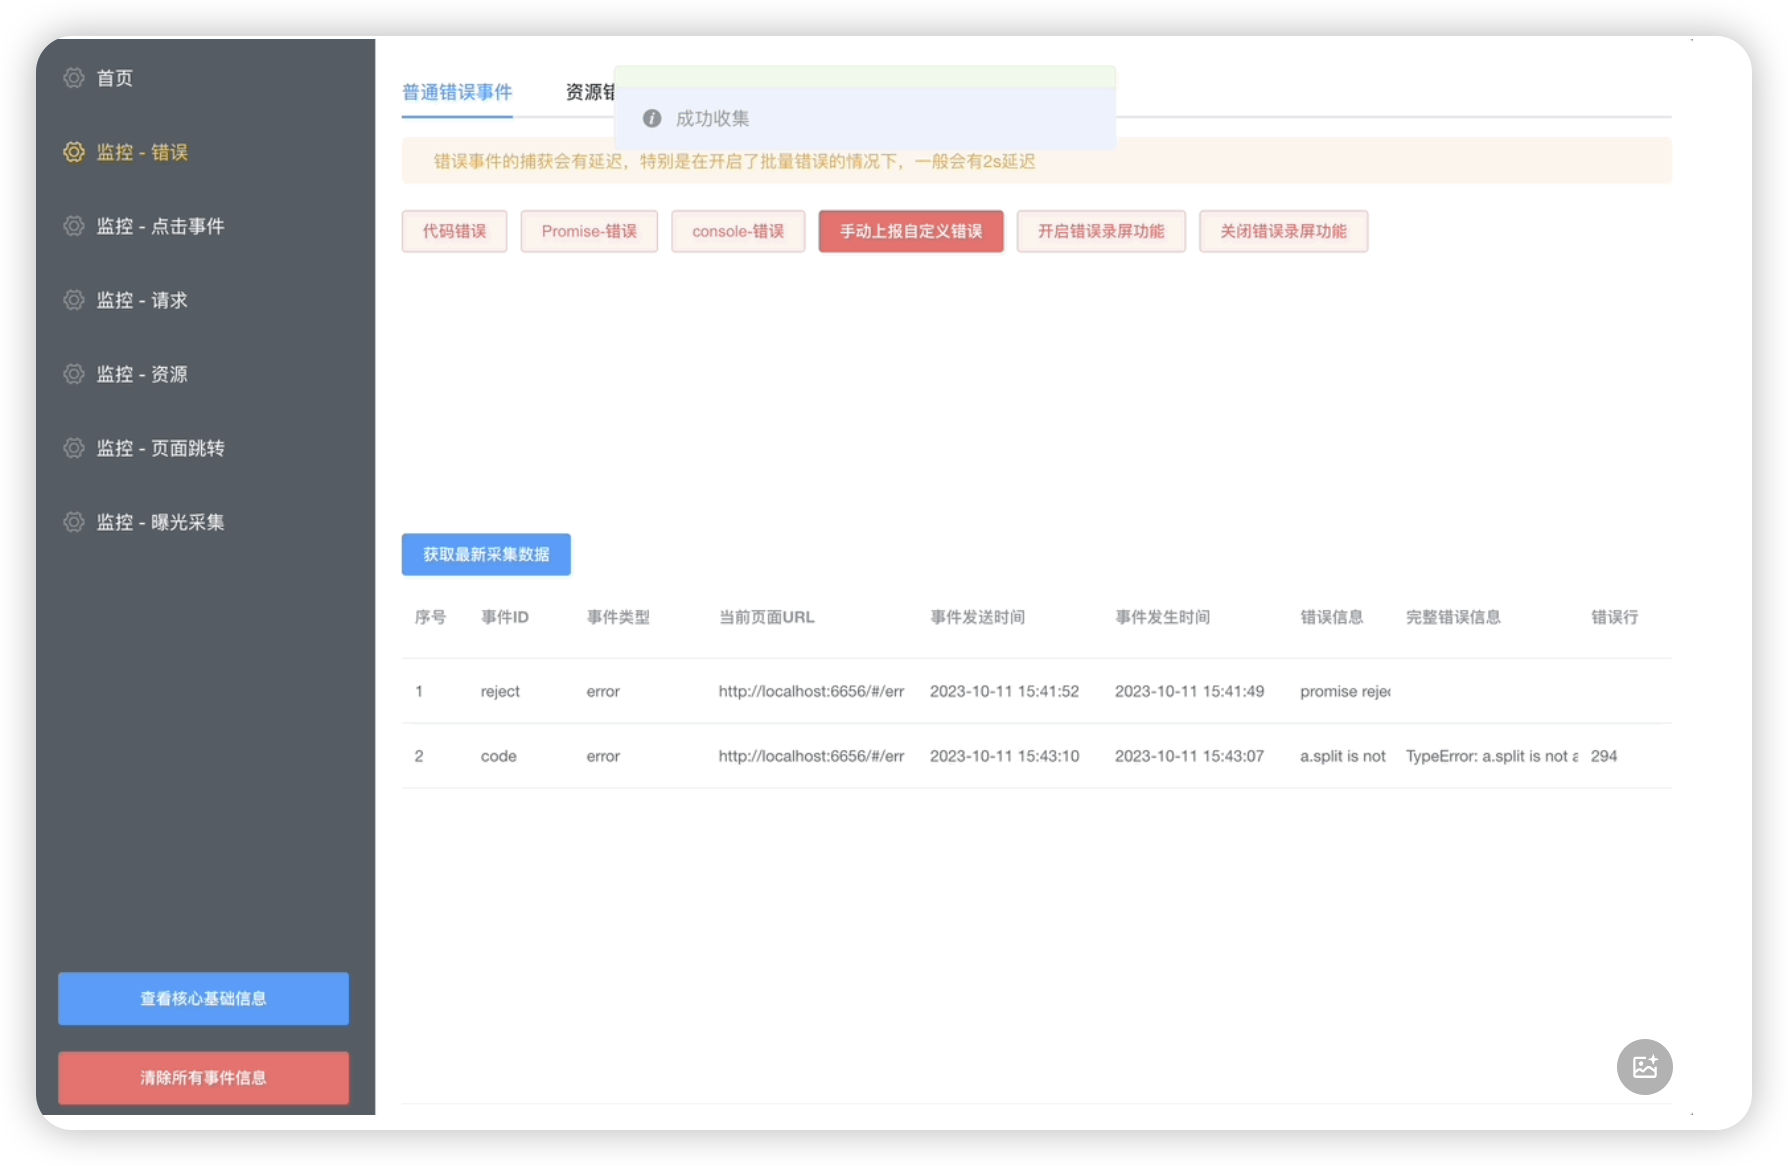 首页
监控 - 错误
监控 - 点击事件
监控 - 请求
监控 - 资源
监控 - 页面跳转
监控 - 曝光采集
查看核心基础信息
清除所有事件信息
普通错误事件 资源错
成功收集
错误事件的捕获会有延迟，特别是在开启了批量错误的情况下，一般会有2s延迟
代码错误 Promise-错误 console-错误 手动上报自定义错误 开启错误录屏功能 关闭错误录屏功能
获取最新采集数据
序号 事件ID 事件类型 当前页面URL 事件发送时间 事件发生时间 错误信息 完整错误信息 错误行
1 reject error http://localhost:6656/#/err 2023-10-11 15:41:52 2023-10-11 15:41:49 promise rejec
2 code error http://localhost:6656/#/err 2023-10-11 15:43:10 2023-10-11 15:43:07 a.split is not TypeError: a.split is not a 294